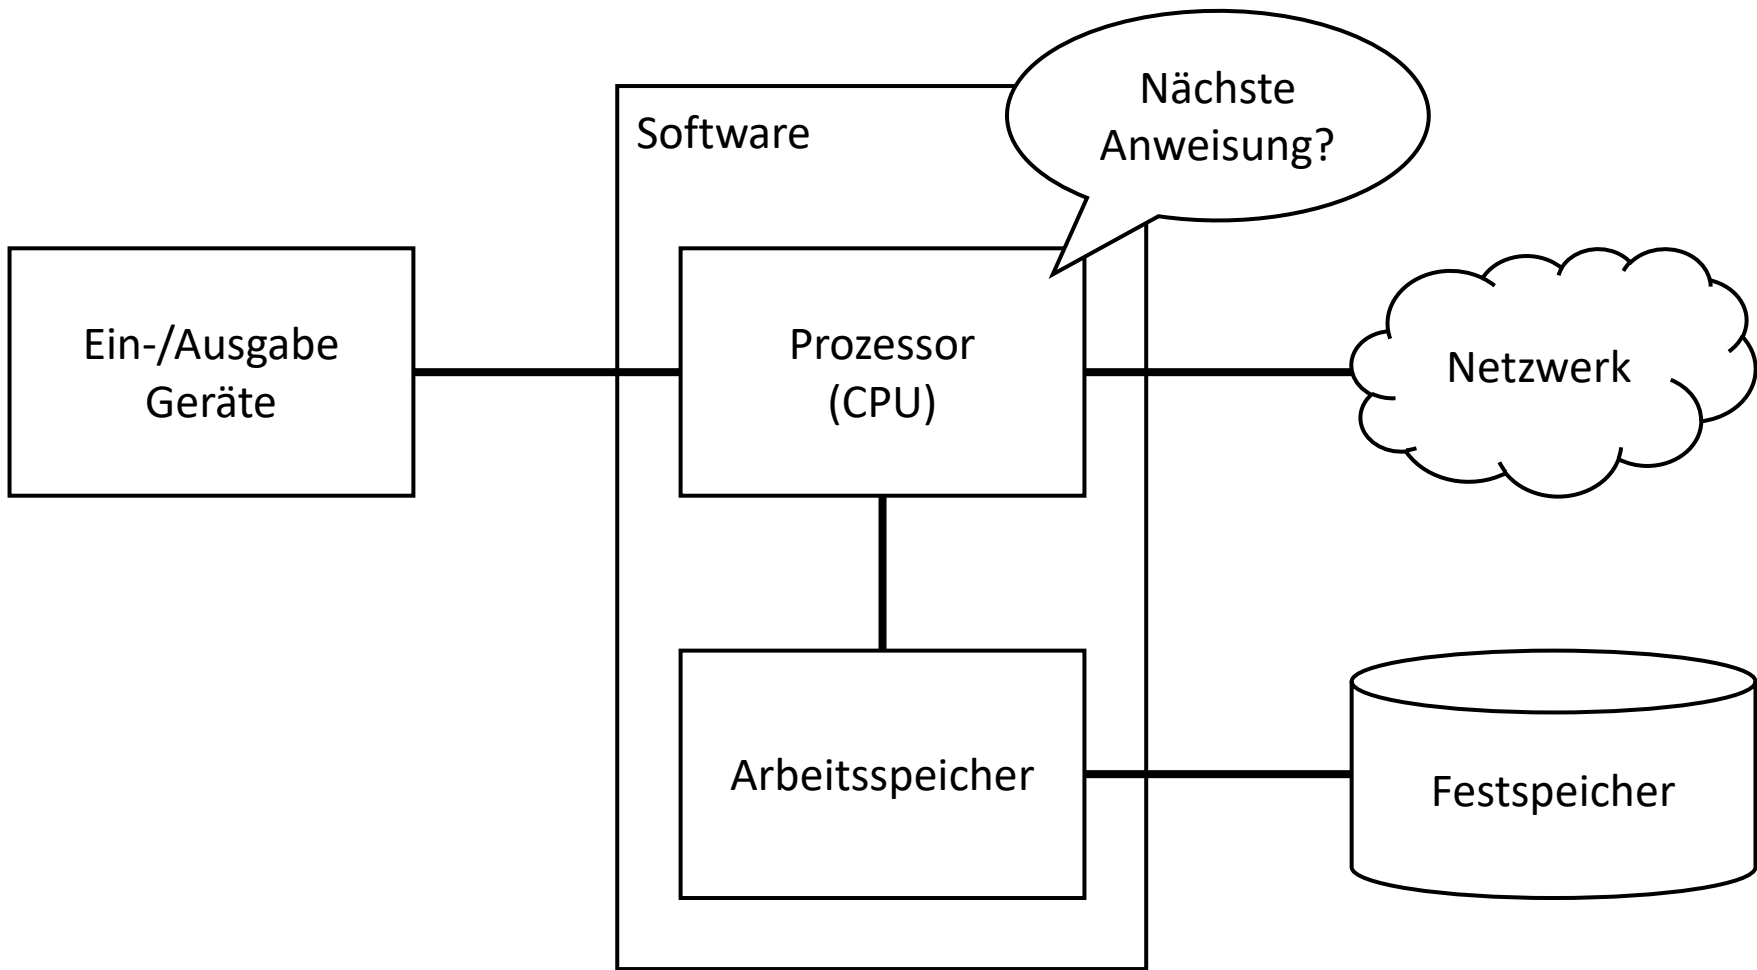 Nächste
Anweisung?
Software
Ein-/Ausgabe
Geräte
Prozessor
(CPU)
Netzwerk
Arbeitsspeicher
Festspeicher